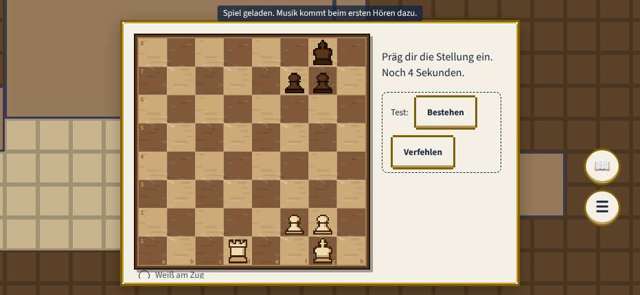 Spiel geladen. Musik kommt beim ersten Hören dazu.
Präg dir die Stellung ein.
Noch 4 Sekunden.
Test: Bestehen
Verfehlen
Weiß am Zug